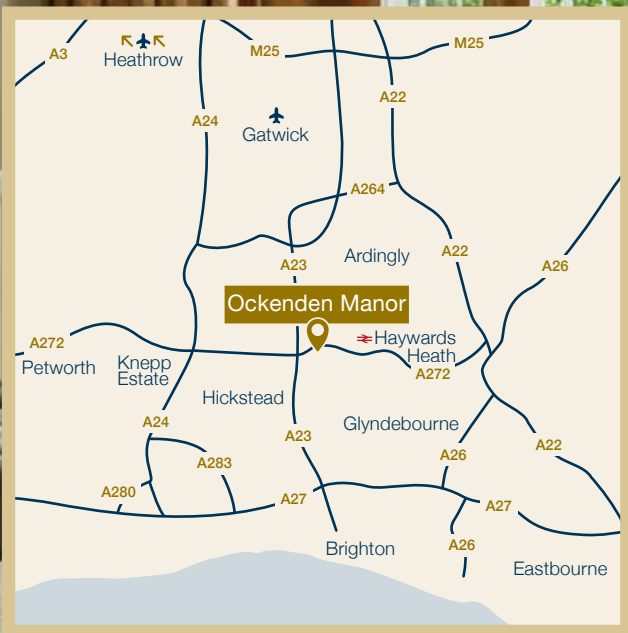 A3
Heathrow
M25
M25
A24
A22
Gatwick
A264
A23
Ardingly
A22
A26
Ockenden Manor
A272
Petworth
Knepp
Estate
Haywards
Heath
A272
Hickstead
A24
A23
Glyndebourne
A283
A26
A22
A280
A27
A27
Brighton
A26
Eastbourne